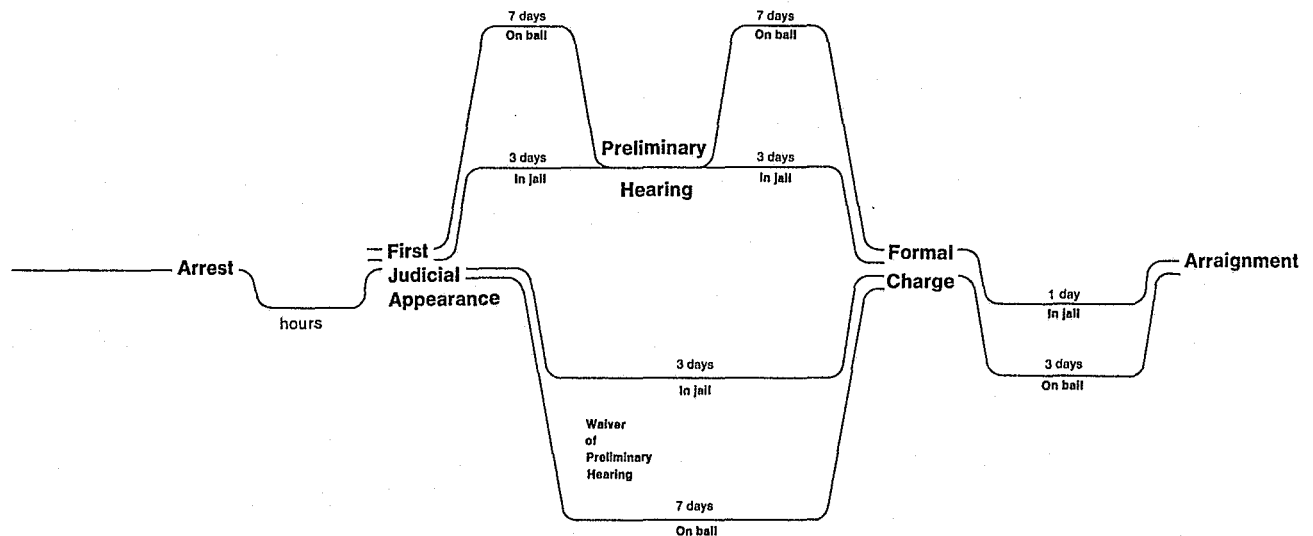 7 days
On bail
7 days
On bail
3 days
In jail
Preliminary
Hearing
3 days
In jail
Arrest
hours
First
Judicial
Appearance
Formal
Charge
Arraignment
1 day
In jail
3 days
On bail
3 days
In jail
Waiver
of
Preliminary
Hearing
7 days
On bail